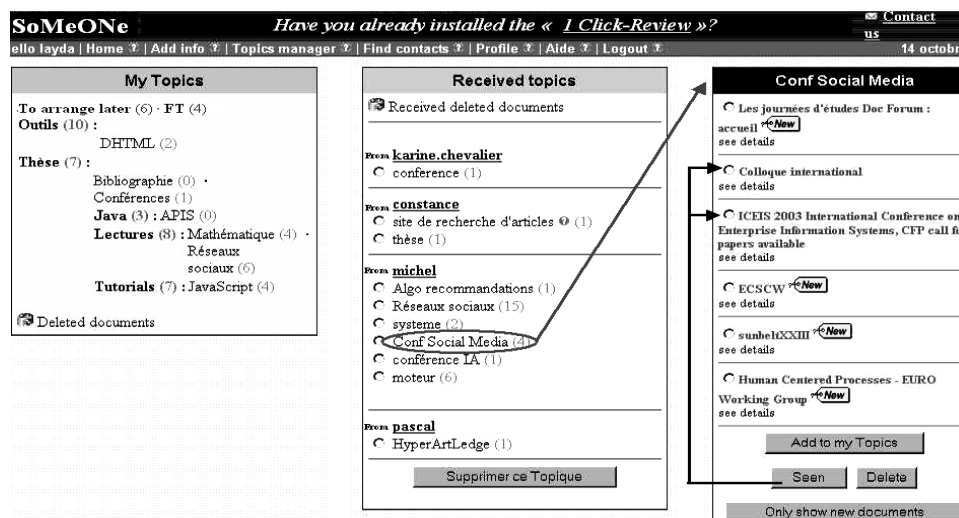 SoMeONe
Have you already installed the « 1 Click-Review »?
Contact
us
ello layda | Home ? | Add info ? | Topics manager ? | Find contacts ? | Profile ? | Aide ? | Logout ?
14 octobr
My Topics
To arrange later (6) · FT (4)
Outils (10) :
DHTML (2)
Thèse (7) :
Bibliographie (0) ·
Conférences (1)
Java (3) : APIS (0)
Lectures (8) : Mathématique (4) ·
Réseaux
sociaux (6)
Tutorials (7) : JavaScript (4)
Deleted documents
Received topics
Received deleted documents
From karine.chevalier
conference (1)
From constance
site de recherche d'articles ? (1)
thèse (1)
From michel
Algo recommandations (1)
Réseaux sociaux (15)
systeme (2)
Conf Social Media (4)
conférence IA (1)
moteur (6)
From pascal
HyperArtLedge (1)
Supprimer ce Topique
Conf Social Media
Les journées d'études Doc Forum :
accueil New
see details
Colloque international
see details
ICEIS 2003 International Conference on
Enterprise Information Systems, CFP call fo
papers available
see details
ECSCW New
see details
sunbeltXXIII New
see details
Human Centered Processes - EURO
Working Group New
see details
Add to my Topics
Seen Delete
Only show new documents